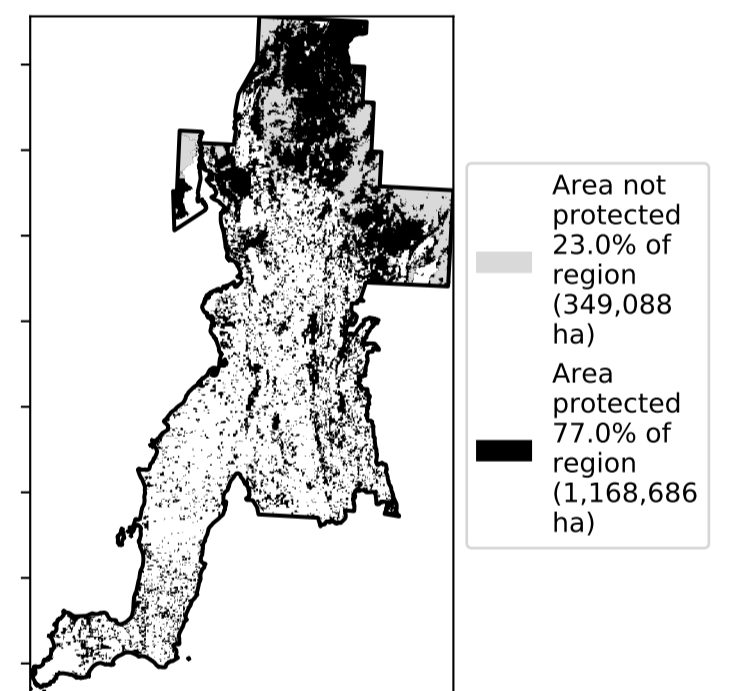 Area not
protected
23.0% of
region
(349,088
ha)
Area
protected
77.0% of
region
(1,168,686
ha)